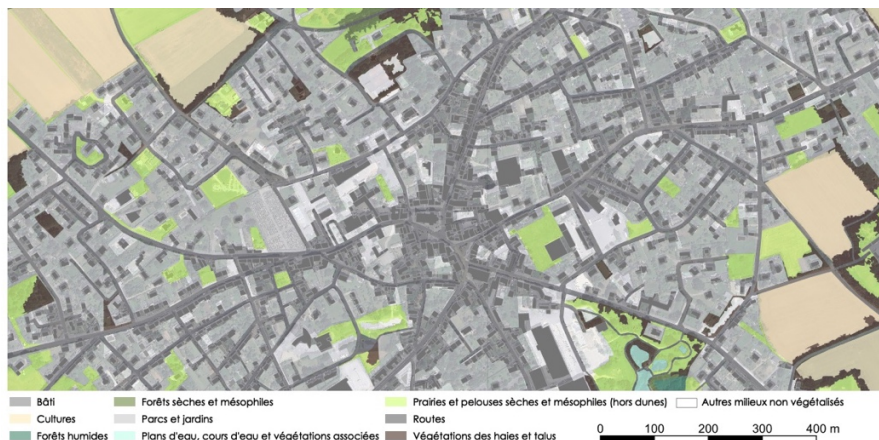 Bâti
Forêts sèches et mésophiles
Prairies et pelouses sèches et mésophiles (hors dunes)
Autres milieux non végétalisés
Cultures
Parcs et jardins
Routes
Forêts humides
Plans d'eau, cours d'eau et végétations associées
Végétations des haies et talus
0 100 200 300 400 m